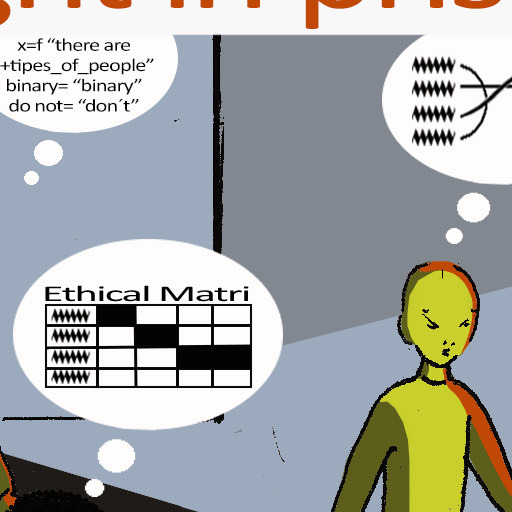 x=f “there are
+tipes_of_people”
binary= “binary”
do not= “don´t”
Ethical Matri